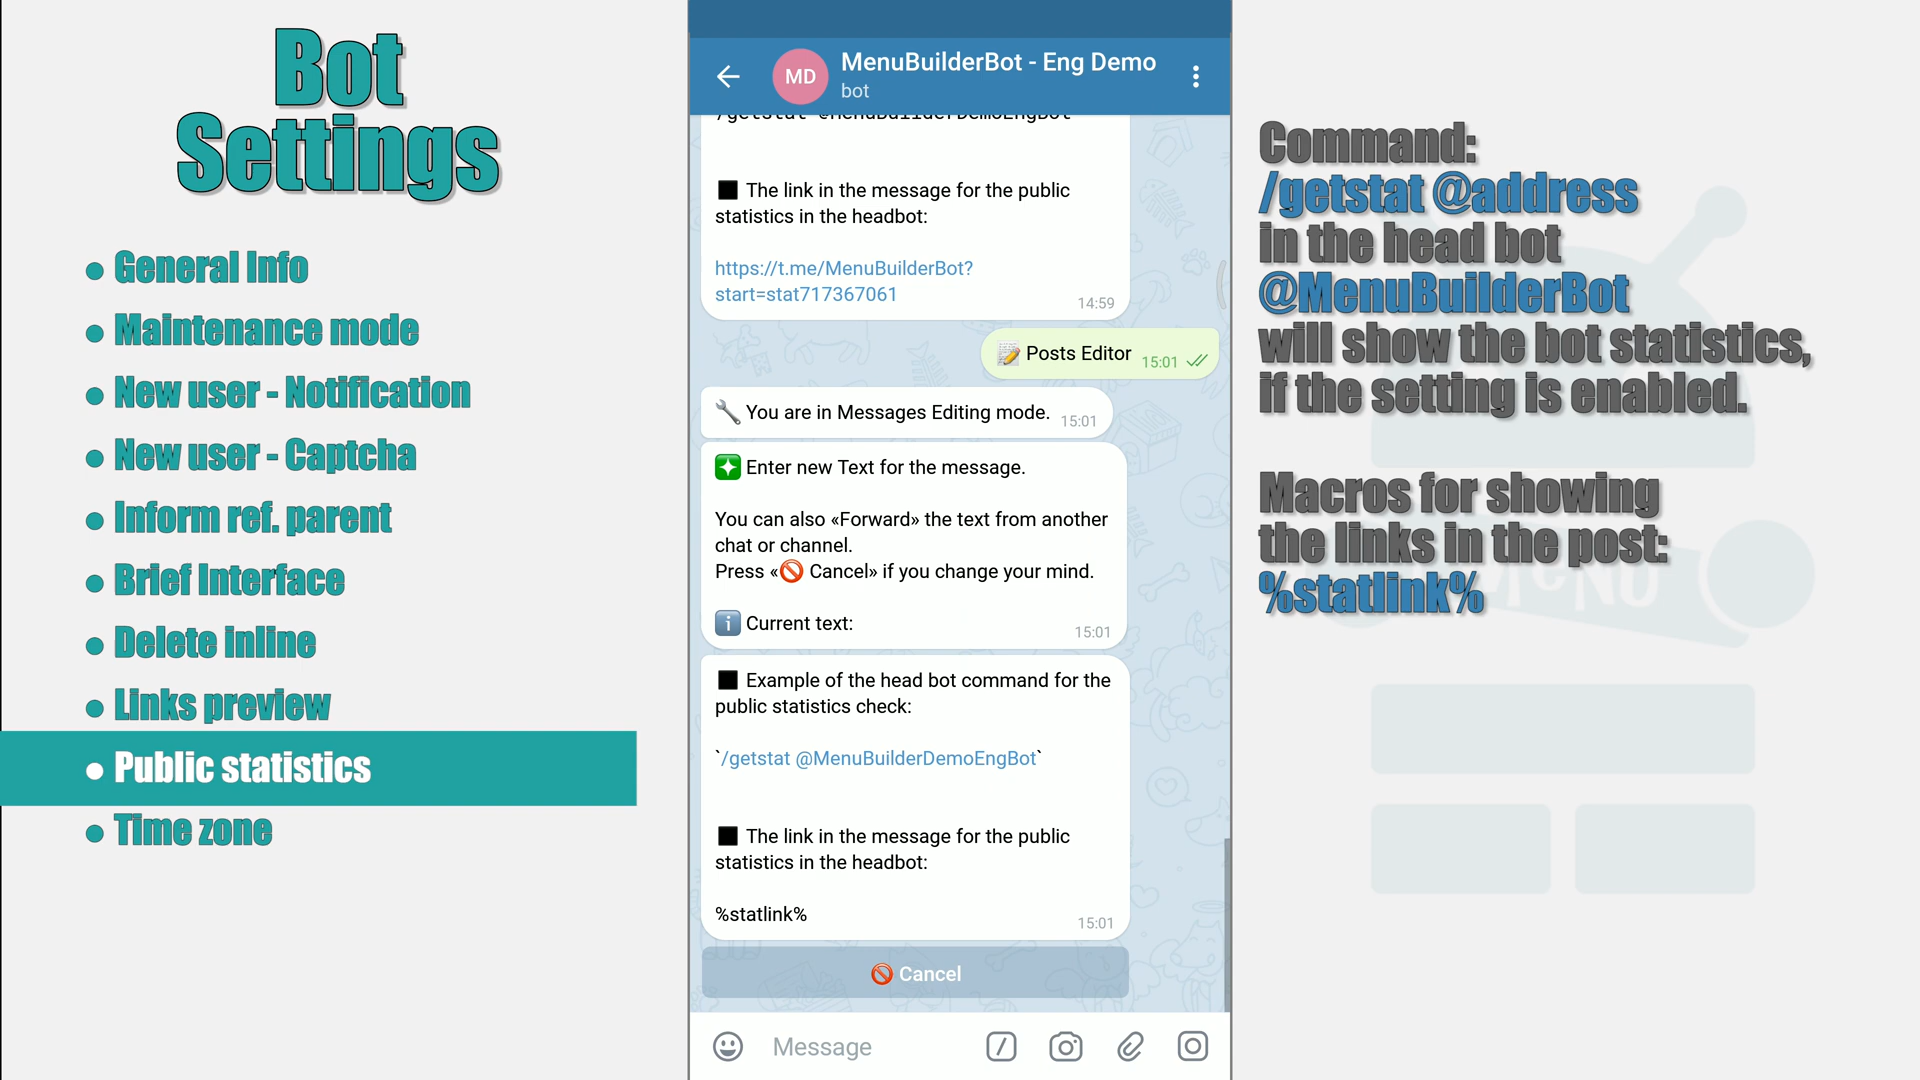 Bot
Settings
• General Info
• Maintenance mode
• New user - Notification
• New user - Captcha
• Inform ref. parent
• Brief Interface
• Delete inline
• Links preview
• Public statistics
• Time zone
MD
MenuBuilderBot - Eng Demo
bot
/getstat @MenuBuilderDemoEngBot
The link in the message for the public
statistics in the headbot:
https://t.me/MenuBuilderBot?
start=stat717367061
14:59
Posts Editor 15:01
You are in Messages Editing mode. 15:01
Enter new Text for the message.
You can also «Forward» the text from another
chat or channel.
Press «🚫 Cancel» if you change your mind.
Current text:
15:01
Example of the head bot command for the
public statistics check:
`/getstat @MenuBuilderDemoEngBot`
The link in the message for the public
statistics in the headbot:
%statlink%
15:01
Cancel
Message
Command:
/getstat @address
in the head bot
@MenuBuilderBot
will show the bot statistics,
if the setting is enabled.
Macros for showing
the links in the post:
%statlink%